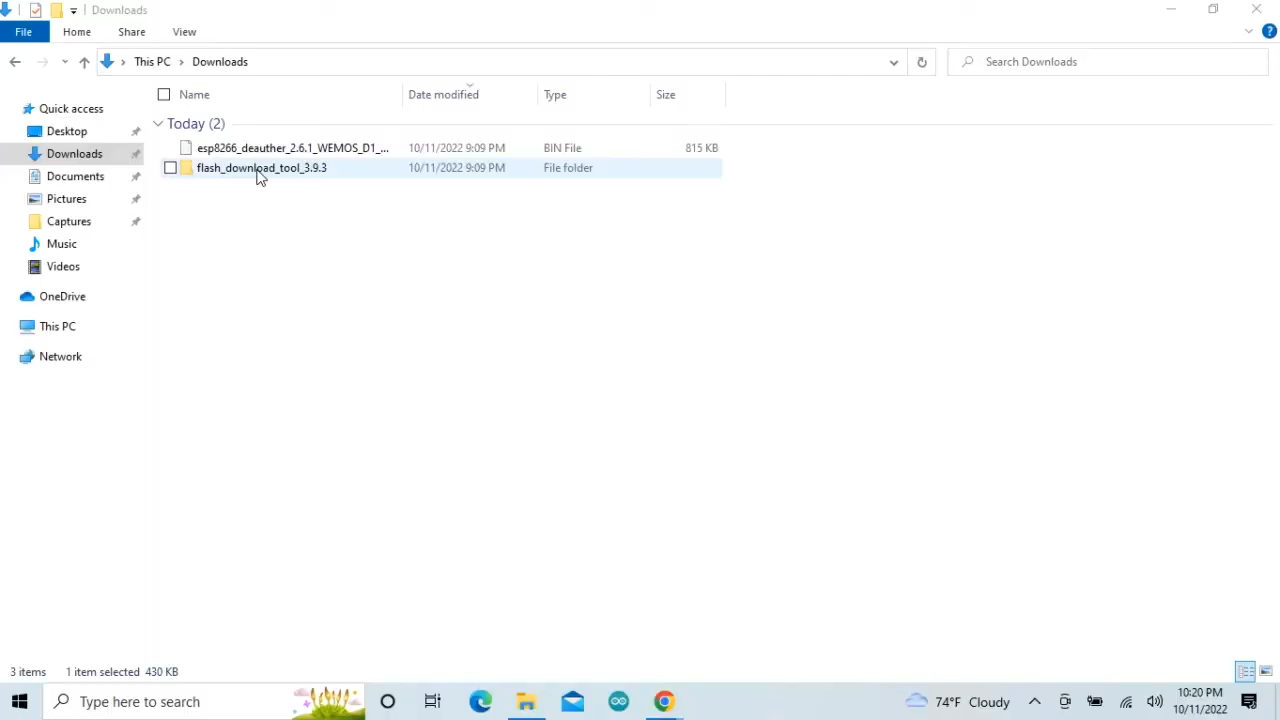 Downloads
File Home Share View
This PC Downloads Search Downloads
Name Date modified Type Size
Today (2)
esp8266_deauther_2.6.1_WEMOS_D1_... 10/11/2022 9:09 PM BIN File 815 KB
flash_download_tool_3.9.3 10/11/2022 9:09 PM File folder
Quick access
Desktop
Downloads
Documents
Pictures
Captures
Music
Videos
OneDrive
This PC
Network
3 items 1 item selected 430 KB
Type here to search
74°F Cloudy
10:20 PM
10/11/2022